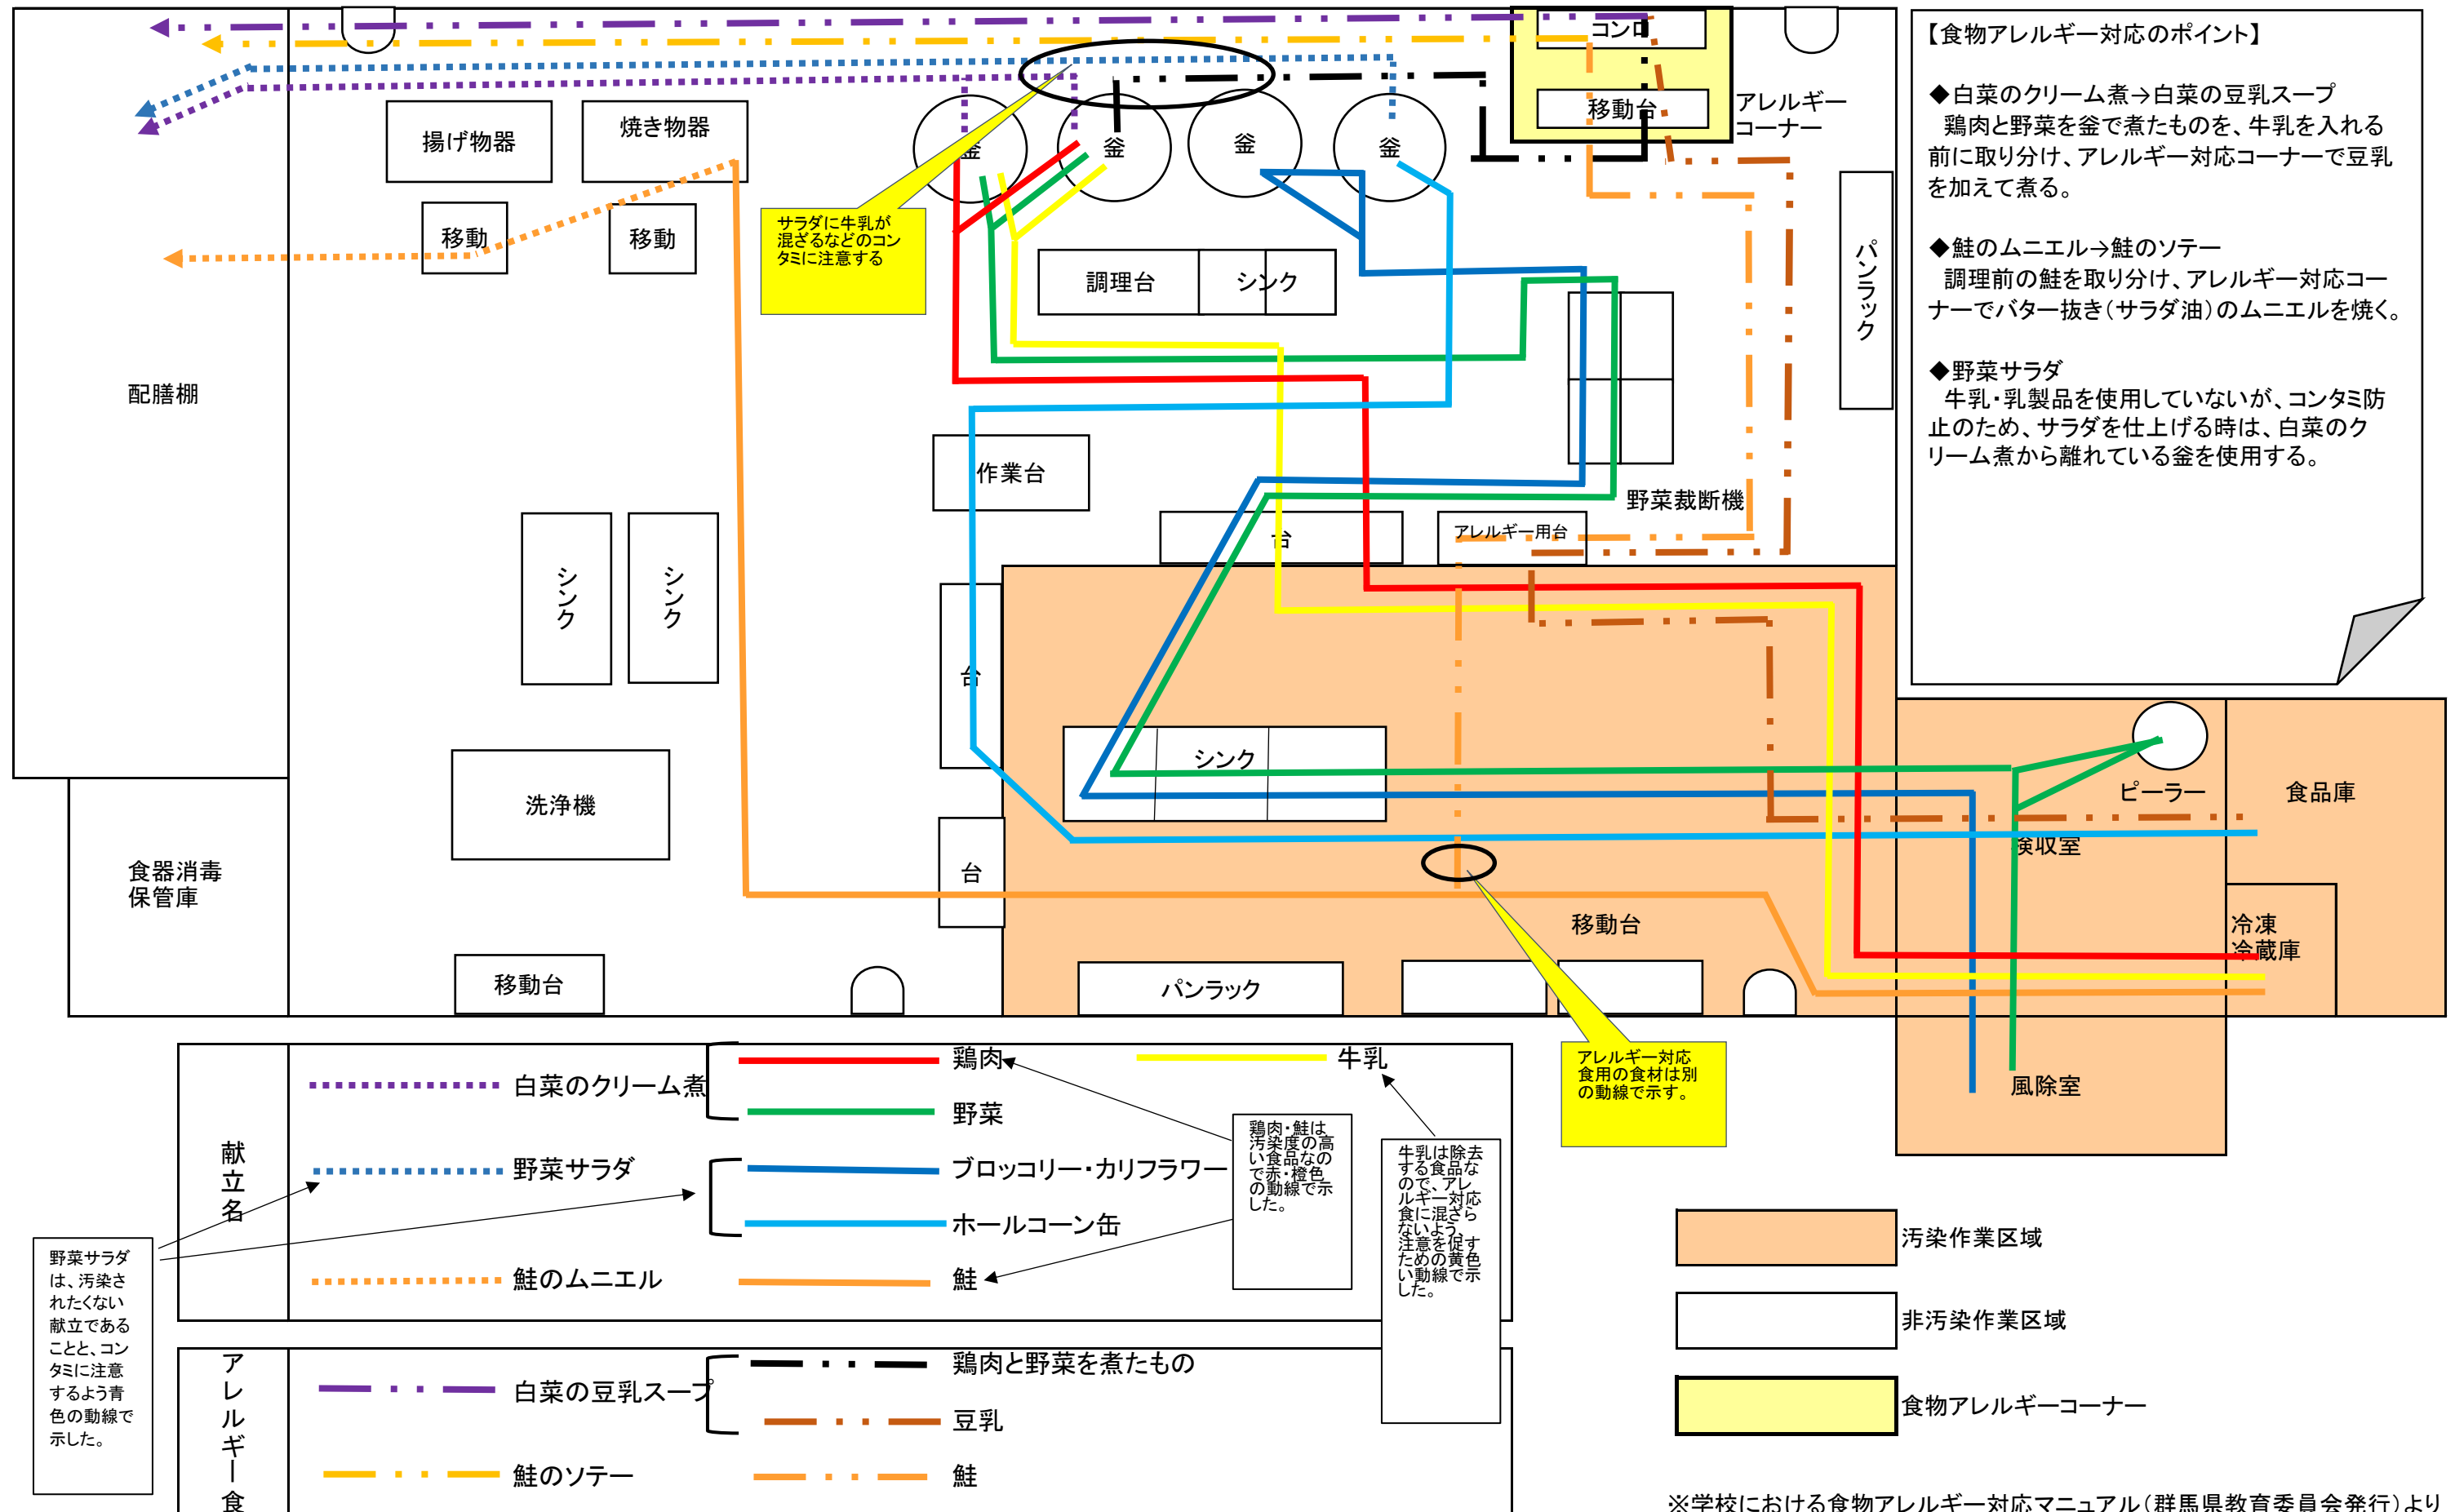 コンロ
移動台
アレルギー
コーナー
揚げ物器
焼き物器
釜
釜
釜
釜
移動
移動
サラダに牛乳が
混ざるなどのコン
タミに注意する
調理台
シンク
パンラック
配膳棚
作業台
野菜裁断機
台
アレルギー用台
シンク
シンク
台
シンク
洗浄機
台
ピーラー
食品庫
検収室
食器消毒
保管庫
移動台
冷凍
冷蔵庫
移動台
パンラック
風除室
【食物アレルギー対応のポイント】
◆白菜のクリーム煮→白菜の豆乳スープ
鶏肉と野菜を釜で煮たものを、牛乳を入れる
前に取り分け、アレルギー対応コーナーで豆乳
を加えて煮る。
◆鮭のムニエル→鮭のソテー
調理前の鮭を取り分け、アレルギー対応コー
ナーでバター抜き(サラダ油)のムニエルを焼く。
◆野菜サラダ
牛乳・乳製品を使用していないが、コンタミ防
止のため、サラダを仕上げる時は、白菜のク
リーム煮から離れている釜を使用する。
アレルギー対応
食用の食材は別
の動線で示す。
献立名
白菜のクリーム煮
鶏肉
牛乳
野菜
野菜サラダ
ブロッコリー・カリフラワー
ホールコーン缶
鮭のムニエル
鮭
鶏肉・鮭は
汚染度の高
い食品なの
で赤・橙色
の動線で示
した。
牛乳は除去
する食品な
ので、アレ
ルギー対応
食に混ざら
ないよう、
注意を促す
ための黄色
い動線で示
した。
野菜サラダ
は、汚染さ
れたくない
献立である
ことと、コン
タミに注意
するよう青
色の動線で
示した。
アレルギー食
白菜の豆乳スープ
鶏肉と野菜を煮たもの
豆乳
鮭のソテー
鮭
汚染作業区域
非汚染作業区域
食物アレルギーコーナー
※学校における食物アレルギー対応マニュアル(群馬県教育委員会発行)より